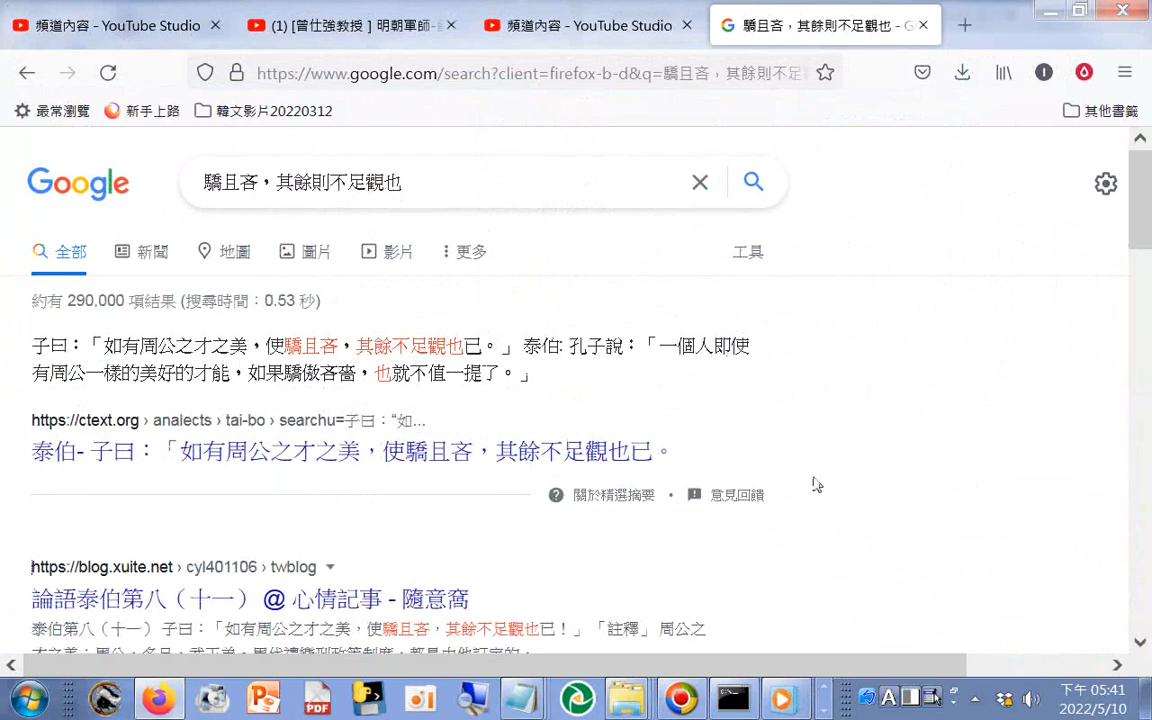 頻道內容 - YouTube Studio
(1) [曾仕強教授 ] 明朝軍師-
頻道內容 - YouTube Studio
驕且吝，其餘則不足觀也 - G
https://www.google.com/search?client=firefox-b-d&q=驕且吝，其餘則不足
最常瀏覽
新手上路
韓文影片20220312
其他書籤
Google
驕且吝，其餘則不足觀也
全部
新聞
地圖
圖片
影片
更多
工具
約有 290,000 項結果 (搜尋時間：0.53 秒)
子曰：「如有周公之才之美，使驕且吝，其餘不足觀也已。」 泰伯: 孔子說：「一個人即使
有周公一樣的美好的才能，如果驕傲吝嗇，也就不值一提了。」
https://ctext.org › analects › tai-bo › searchu=子曰：“如...
泰伯- 子曰：「如有周公之才之美，使驕且吝，其餘不足觀也已。
關於精選摘要 • 意見回饋
https://blog.xuite.net › cyl401106 › twblog
論語泰伯第八（十一） @ 心情記事 - 隨意窩
泰伯第八（十一） 子曰：「如有周公之才之美，使驕且吝，其餘不足觀也已！」 「註釋」 周公之
下午 05:41
2022/5/10